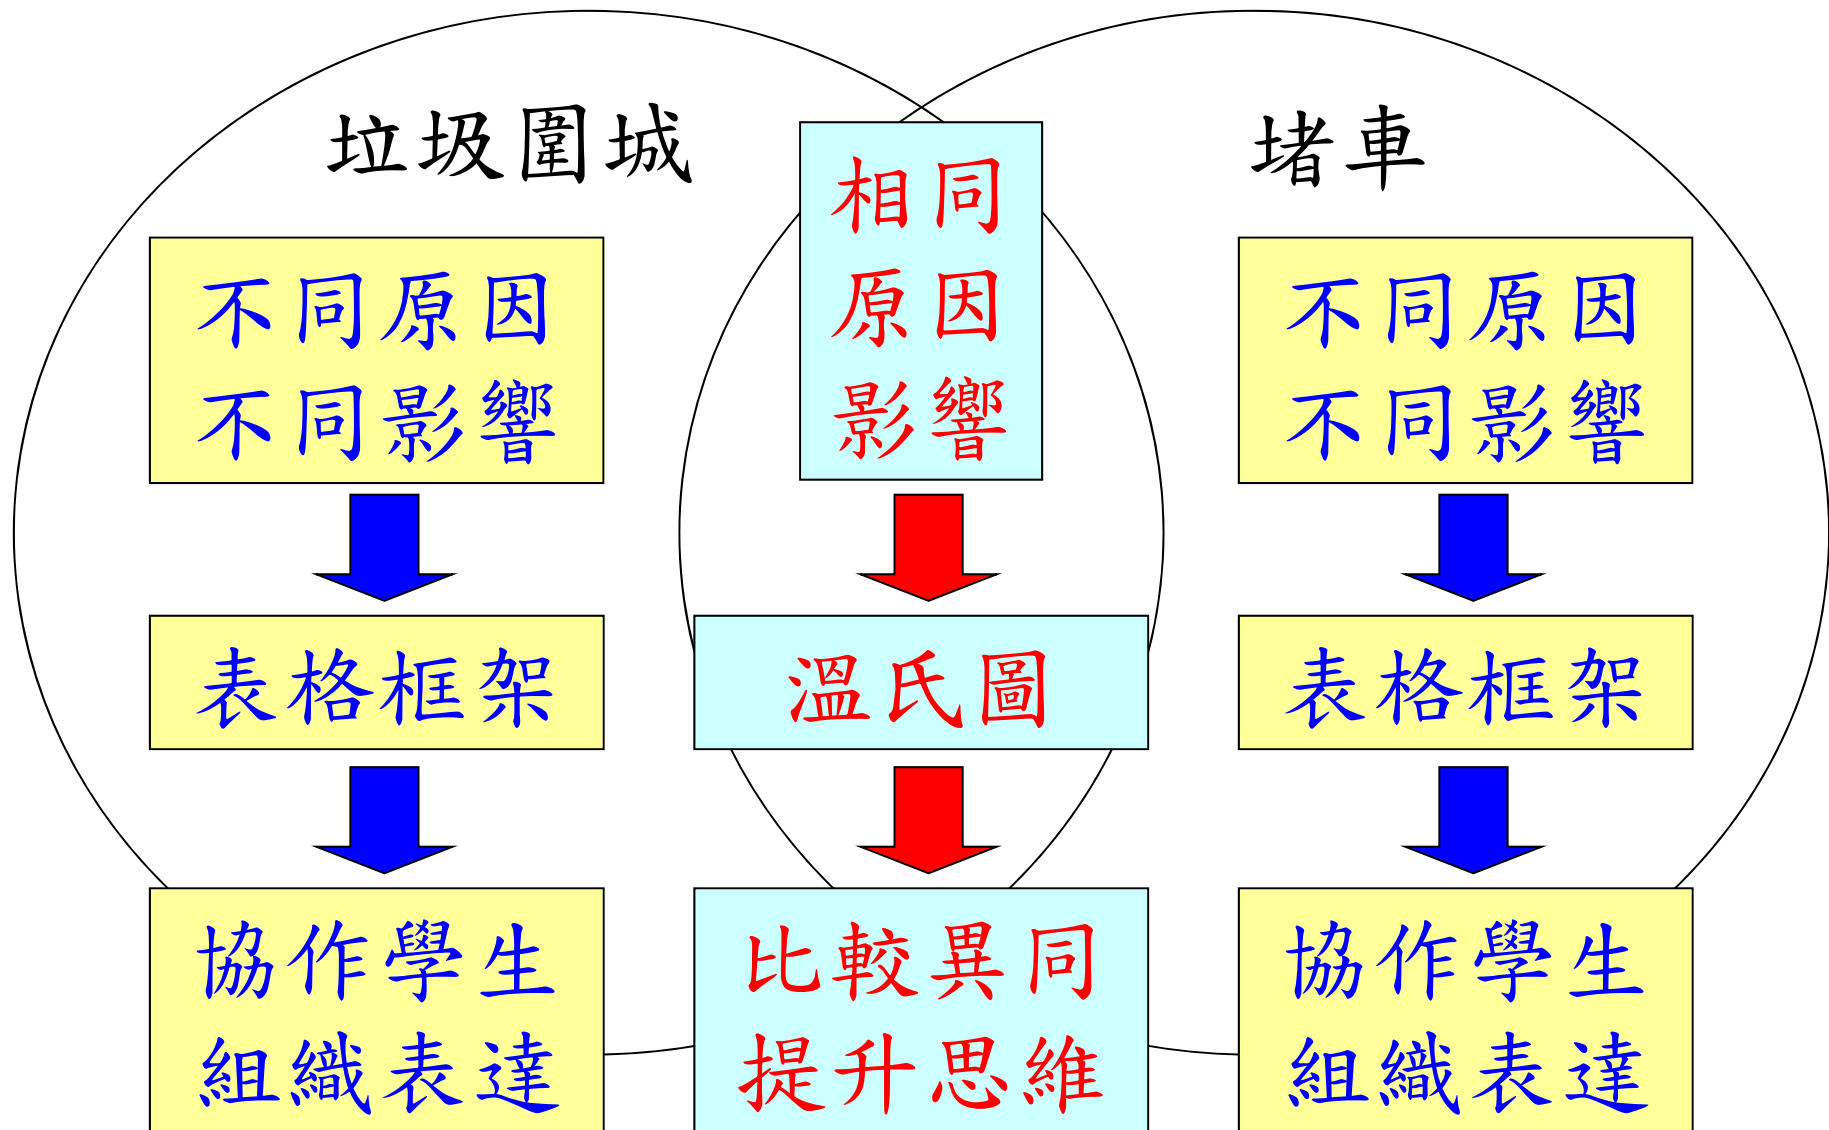 垃圾圍城
不同原因
不同影響
表格框架
協作學生
組織表達
相同
原因
影響
溫氏圖
比較異同
提升思維
堵車
不同原因
不同影響
表格框架
協作學生
組織表達